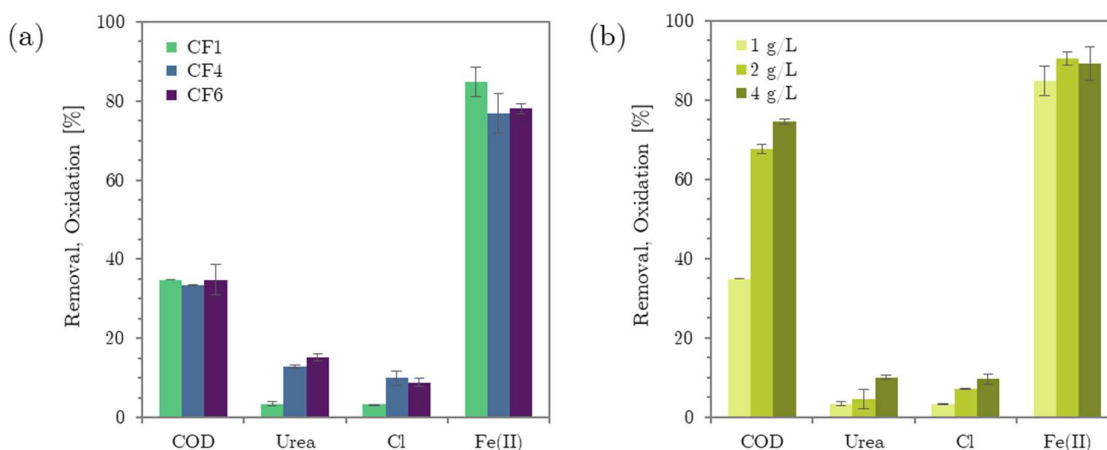 (a)
Removal, Oxidation [%]
100
80
60
40
20
0
CF1
CF4
CF6
COD Urea Cl Fe(II)
(b)
Removal, Oxidation [%]
100
80
60
40
20
0
1 g/L
2 g/L
4 g/L
COD Urea Cl Fe(II)